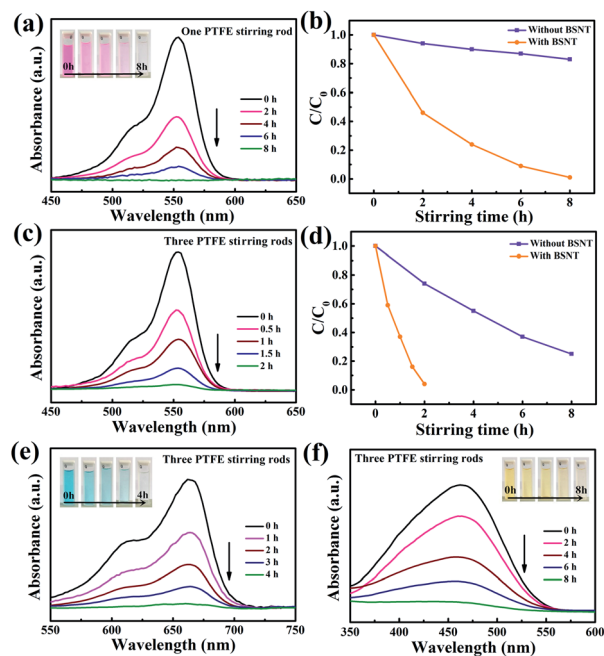 (a)
One PTFE stirring rod
0h
8h
0 h
2 h
4 h
6 h
8 h
Absorbance (a.u.)
450 500 550 600 650
Wavelength (nm)
(b)
Without BSNT
With BSNT
C/C0
1.0
0.8
0.6
0.4
0.2
0.0
0 2 4 6 8
Stirring time (h)
(c)
Three PTFE stirring rods
0 h
0.5 h
1 h
1.5 h
2 h
Absorbance (a.u.)
450 500 550 600 650
Wavelength (nm)
(d)
Without BSNT
With BSNT
C/C0
1.0
0.8
0.6
0.4
0.2
0.0
0 2 4 6 8
Stirring time (h)
(e)
Three PTFE stirring rods
0h
4h
0 h
1 h
2 h
3 h
4 h
Absorbance (a.u.)
550 600 650 700 750
Wavelength (nm)
(f)
Three PTFE stirring rods
0h
8h
0 h
2 h
4 h
6 h
8 h
Absorbance (a.u.)
350 400 450 500 550 600
Wavelength (nm)